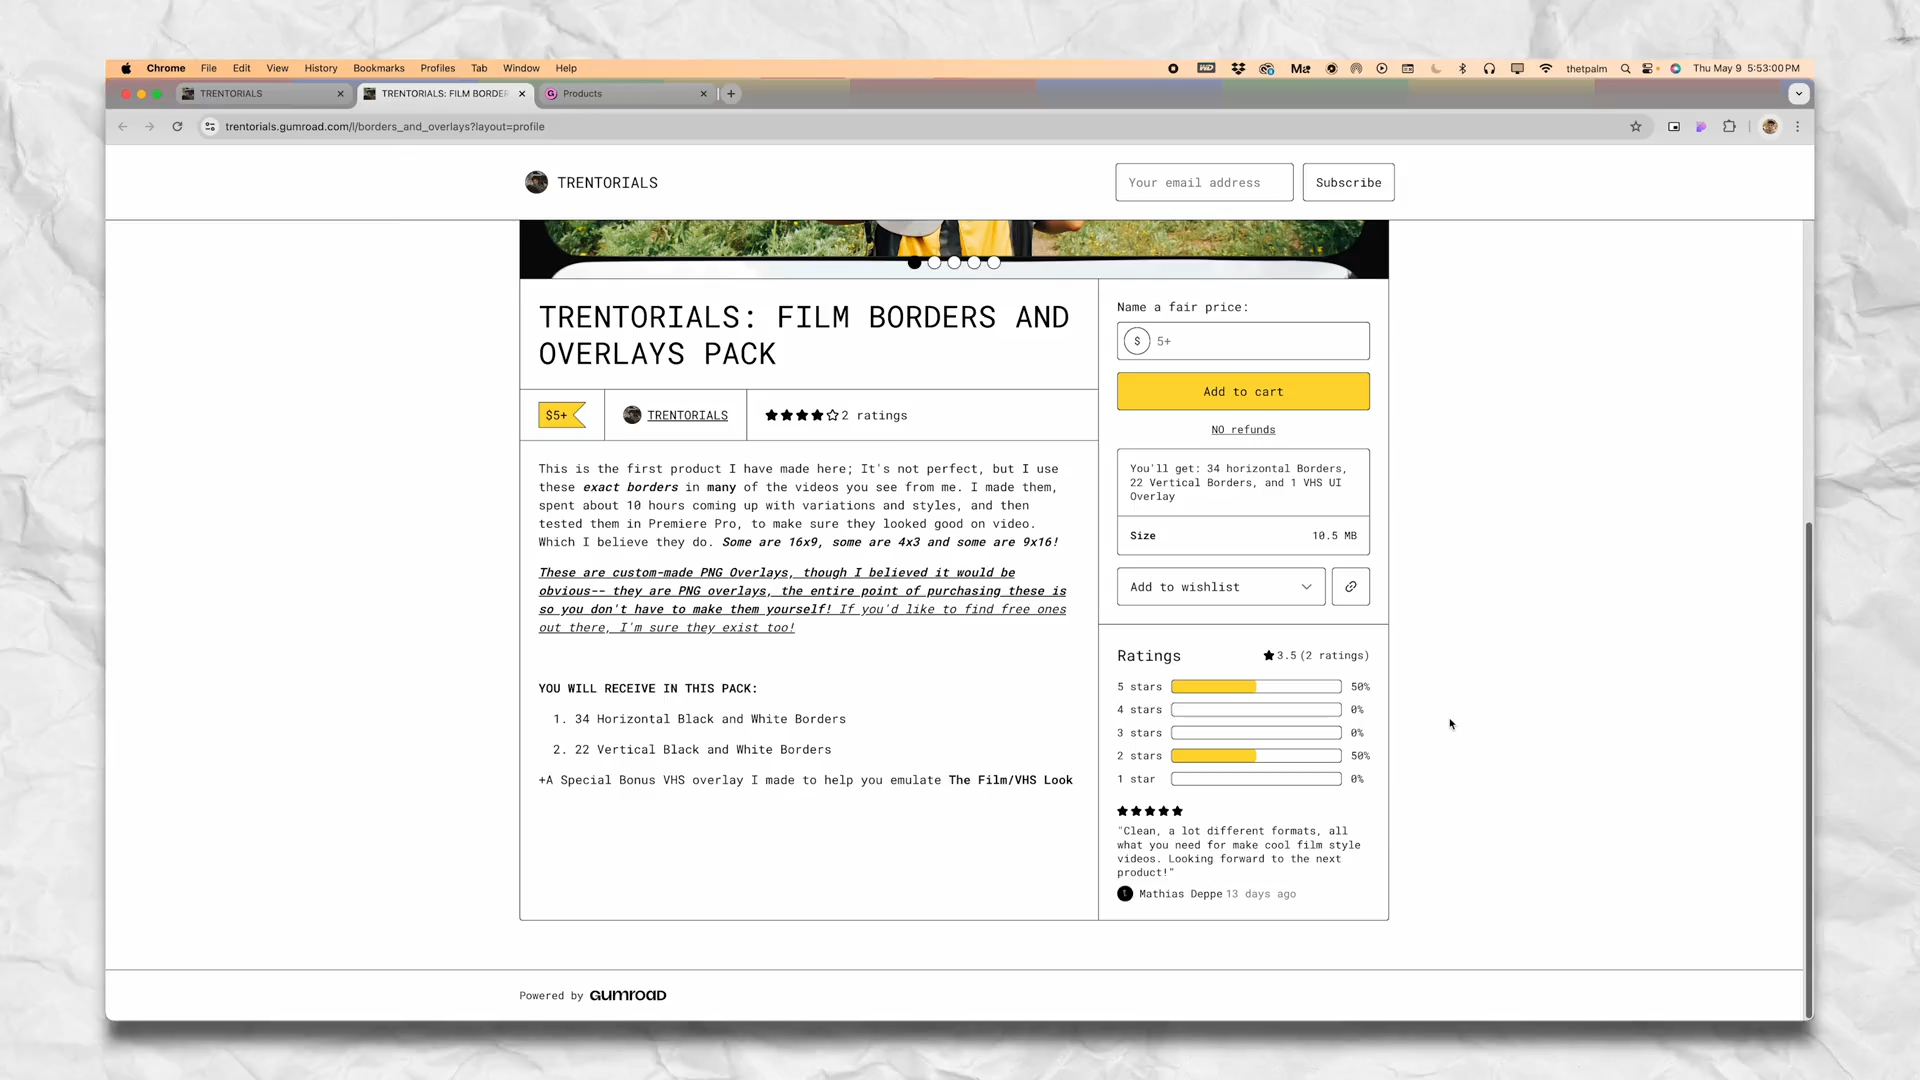 Chrome File Edit View History Bookmarks Profiles Tab Window Help
thetpalm Thu May 9 5:53:00 PM
TRENTORIALS
TRENTORIALS: FILM BORDER
Products
trentorials.gumroad.com/l/borders_and_overlays?layout=profile
TRENTORIALS
Your email address
Subscribe
TRENTORIALS: FILM BORDERS AND
OVERLAYS PACK
$5+
TRENTORIALS
2 ratings
This is the first product I have made here; It's not perfect, but I use
these exact borders in many of the videos you see from me. I made them,
spent about 10 hours coming up with variations and styles, and then
tested them in Premiere Pro, to make sure they looked good on video.
Which I believe they do. Some are 16x9, some are 4x3 and some are 9x16!
These are custom-made PNG Overlays, though I believed it would be
obvious-- they are PNG overlays, the entire point of purchasing these is
so you don't have to make them yourself! If you'd like to find free ones
out there, I'm sure they exist too!
YOU WILL RECEIVE IN THIS PACK:
1. 34 Horizontal Black and White Borders
2. 22 Vertical Black and White Borders
+A Special Bonus VHS overlay I made to help you emulate The Film/VHS Look
Name a fair price:
$ 5+
Add to cart
NO refunds
You'll get: 34 horizontal Borders,
22 Vertical Borders, and 1 VHS UI
Overlay
Size 10.5 MB
Add to wishlist
Ratings 3.5 (2 ratings)
5 stars 50%
4 stars 0%
3 stars 0%
2 stars 50%
1 star 0%
"Clean, a lot different formats, all
what you need for make cool film style
videos. Looking forward to the next
product!"
Mathias Deppe 13 days ago
Powered by GUMROAD